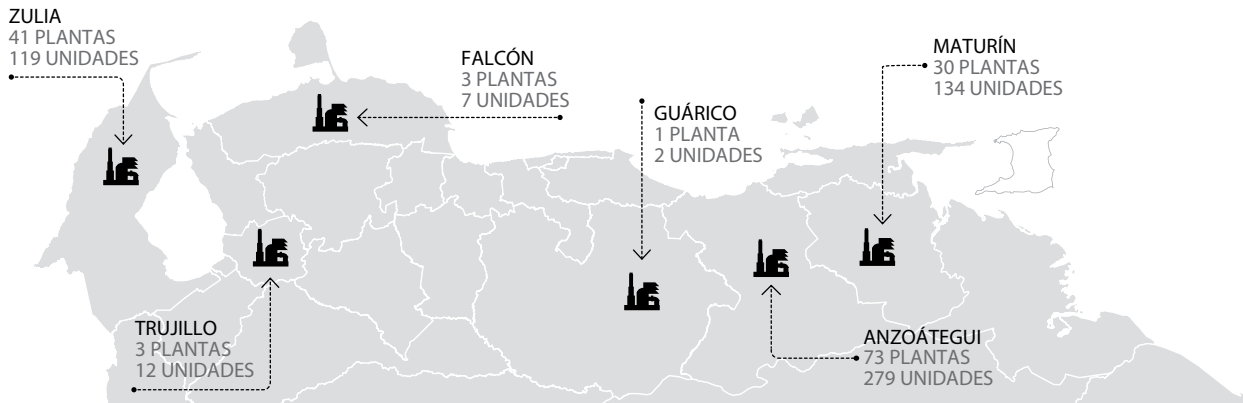 ZULIA
41 PLANTAS
119 UNIDADES
FALCÓN
3 PLANTAS
7 UNIDADES
GUÁRICO
1 PLANTA
2 UNIDADES
MATURÍN
30 PLANTAS
134 UNIDADES
TRUJILLO
3 PLANTAS
12 UNIDADES
ANZOÁTEGUI
73 PLANTAS
279 UNIDADES